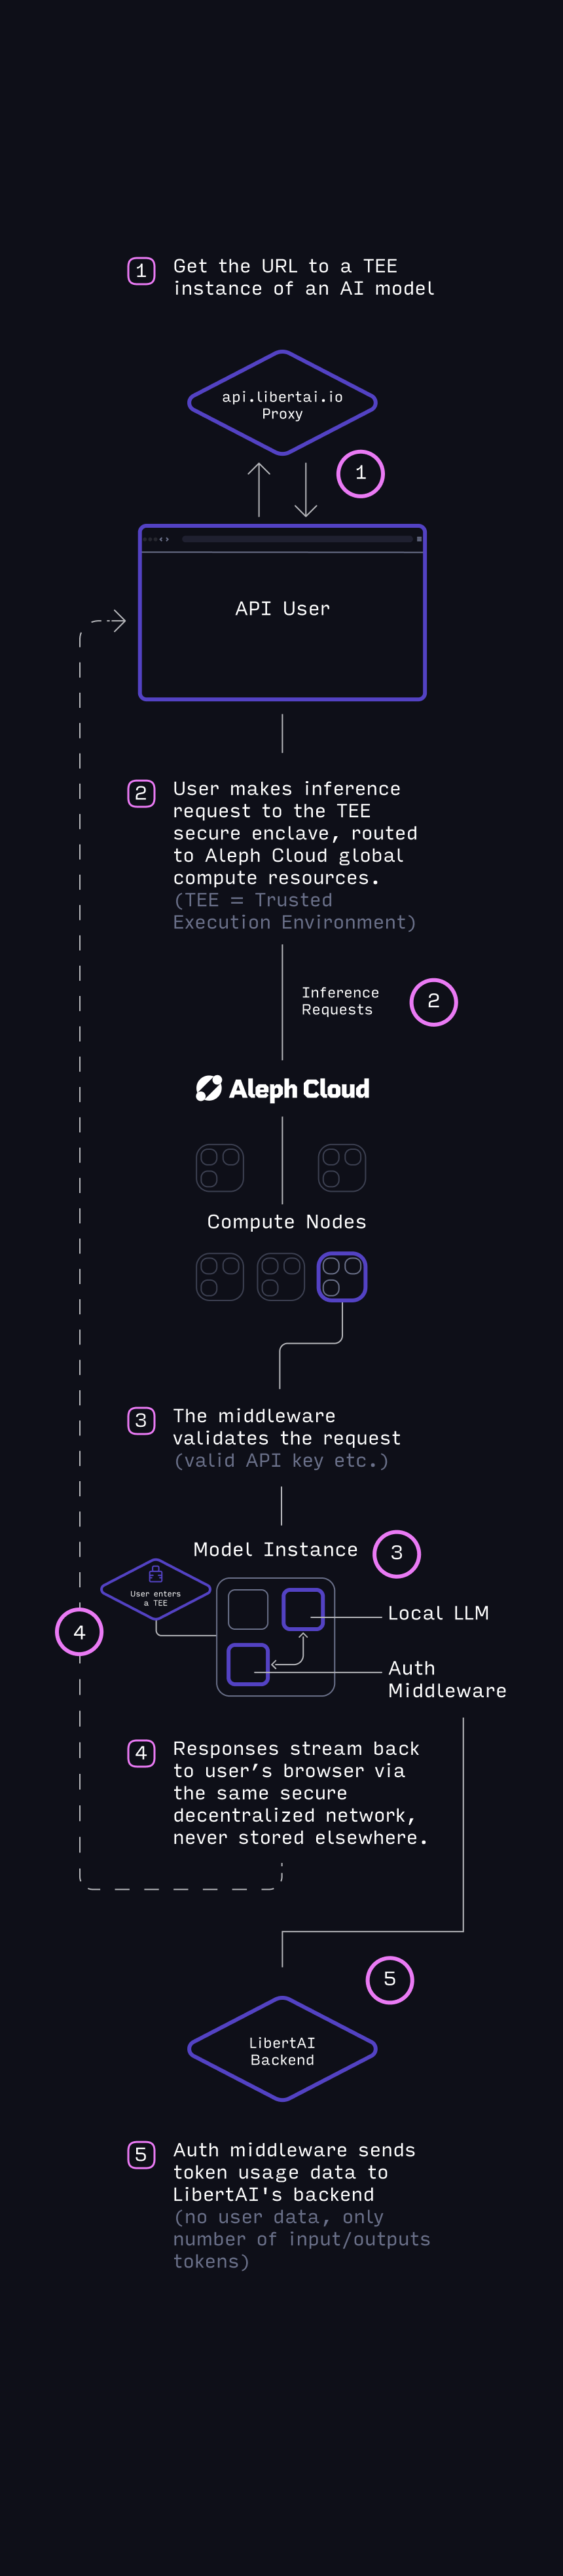 1
Get the URL to a TEE
instance of an AI model
api.libertai.io
Proxy
1
API User
2
User makes inference
request to the TEE
secure enclave, routed
to Aleph Cloud global
compute resources.
(TEE = Trusted
Execution Environment)
Inference
Requests
2
Aleph Cloud
Compute Nodes
3
The middleware
validates the request
(valid API key etc.)
Model Instance
3
User enters
a TEE
Local LLM
4
Auth
Middleware
4
Responses stream back
to user’s browser via
the same secure
decentralized network,
never stored elsewhere.
5
LibertAI
Backend
5
Auth middleware sends
token usage data to
LibertAI's backend
(no user data, only
number of input/outputs
tokens)